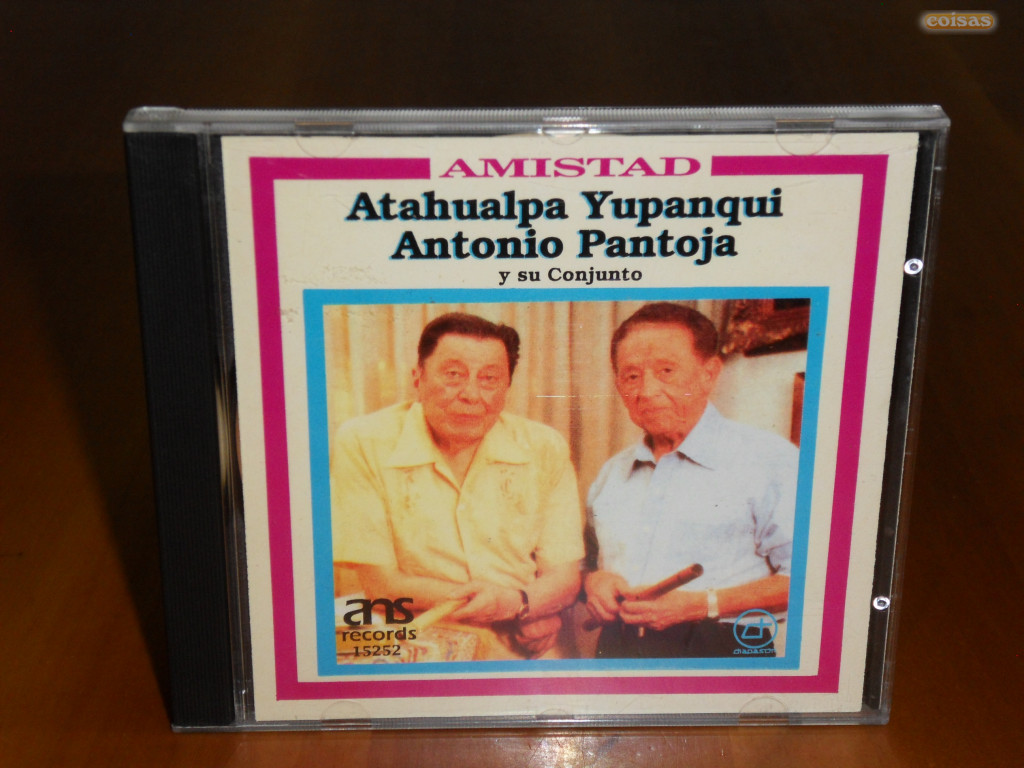 coisas
AMISTAD
Atahualpa Yupanqui
Antonio Pantoja
y su Conjunto
ans
records
15252